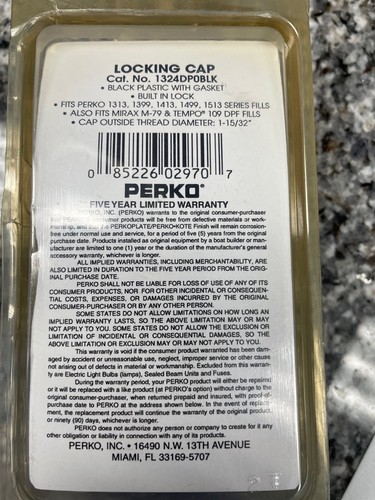 LOCKING CAP
Cat. No. 1324DP0BLK
• BLACK PLASTIC WITH GASKET
• BUILT IN LOCK
• FITS PERKO 1313, 1399, 1413, 1499, 1513 SERIES FILLS
• ALSO FITS MIRAX M-79 & TEMPO® 109 DPF FILLS
• CAP OUTSIDE THREAD DIAMETER: 1-15/32"
0 85226 02970 7
PERKO®
FIVE YEAR LIMITED WARRANTY
PERKO, INC. (PERKO) warrants to the original consumer-purchaser
that PERKO consumer products will be free from defective materials or work-
manship, and that the PERKOPLATE/PERKO-KOTE Finish will remain corrosion-
free under normal use and service, for a period of five (5) years from the original
purchase date. Products installed as original equipment by a boat builder or man-
ufacturer are limited to one (1) year or the duration of the manufacturer's general
accessory warranty, whichever is longer.
ALL IMPLIED WARRANTIES, INCLUDING MERCHANTABILITY, ARE
ALSO LIMITED IN DURATION TO THE FIVE YEAR PERIOD FROM THE ORIG-
INAL PURCHASE DATE.
PERKO SHALL NOT BE LIABLE FOR LOSS OF USE OF ANY OF ITS
CONSUMER PRODUCTS, NOR FOR OTHER INCIDENTAL OR CONSEQUEN-
TIAL COSTS, EXPENSES, OR DAMAGES INCURRED BY THE ORIGINAL
CONSUMER-PURCHASER OR BY ANY OTHER PERSON.
SOME STATES DO NOT ALLOW LIMITATIONS ON HOW LONG AN
IMPLIED WARRANTY LASTS, SO THE ABOVE LIMITATION MAY OR MAY
NOT APPLY TO YOU. SOME STATES DO NOT ALLOW THE EXCLUSION OR
LIMITATION OF INCIDENTAL OR CONSEQUENTIAL DAMAGES, SO THE
ABOVE LIMITATION OR EXCLUSION MAY OR MAY NOT APPLY TO YOU.
This warranty is void if the consumer product warranted has been dam-
aged by accident or unreasonable use, neglect, improper service or other cause
not arising out of defects in material or workmanship. Excluded from this warran-
ty are Electric Light Bulbs (lamps), Sealed Beam Units and Fuses.
During the warranty period, your PERKO product will either be repaired
or it will be replaced with a like product (at PERKO's option) without charge to the
original consumer-purchaser, when returned prepaid and insured, with proof-of-
purchase date to PERKO at the address shown below. In the event of replace-
ment, the replacement product will continue the warranty of the original product,
or ninety (90) days, whichever is longer.
PERKO does not authorize any person or company to create for it any
other obligation or liability in connection with any of its products.
PERKO, INC. • 16490 N.W. 13TH AVENUE
MIAMI, FL 33169-5707